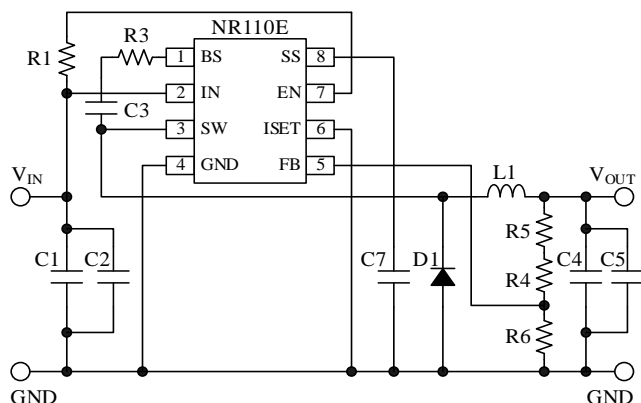 NR110E
R3
R1
1 BS SS 8
2 IN EN 7
C3
3 SW ISET 6
4 GND FB 5
VIN
L1
VOUT
R5
C1 C2 C7 D1 R4 C4 C5
R6
GND GND